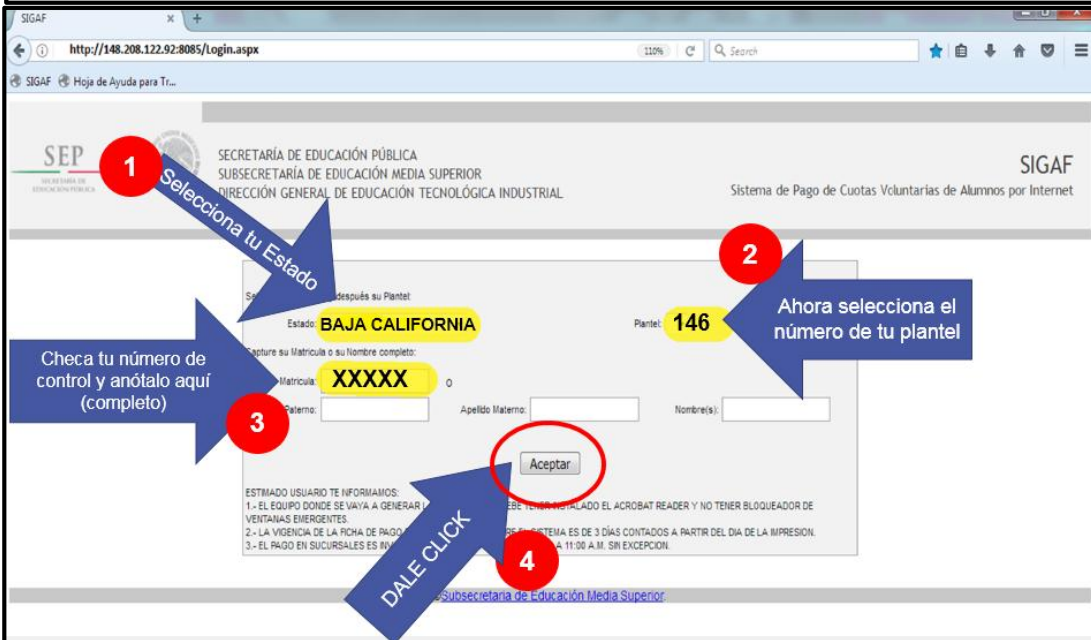 SIGAF
http://148.208.122.92:8085/Login.aspx
110%
Search
SIGAF Hoja de Ayuda para Tr...
SEP
SECRETARÍA DE
EDUCACIÓN PÚBLICA
SECRETARÍA DE EDUCACIÓN PÚBLICA
SUBSECRETARÍA DE EDUCACIÓN MEDIA SUPERIOR
DIRECCIÓN GENERAL DE EDUCACIÓN TECNOLÓGICA INDUSTRIAL
SIGAF
Sistema de Pago de Cuotas Voluntarias de Alumnos por Internet
1
Selecciona tu Estado
2
Ahora selecciona el
número de tu plantel
después su Plantel:
Estado: BAJA CALIFORNIA
Plantel: 146
Capture su Matricula o su Nombre completo:
Checa tu número de
control y anótalo aquí
(completo)
3
Matricula: XXXXX o
Paterno:
Apellido Materno:
Nombre(s):
Aceptar
DALE CLICK
4
ESTIMADO USUARIO TE INFORMAMOS:
1.- EL EQUIPO DONDE SE VAYA A GENERAR TENER INSTALADO EL ACROBAT READER Y NO TENER BLOQUEADOR DE
VENTANAS EMERGENTES.
2.- LA VIGENCIA DE LA FICHA DE PAGO SISTEMA ES DE 3 DÍAS CONTADOS A PARTIR DEL DIA DE LA IMPRESION.
3.- EL PAGO EN SUCURSALES ES A 11:00 A.M. SIN EXCEPCION.
Subsecretaria de Educación Media Superior.